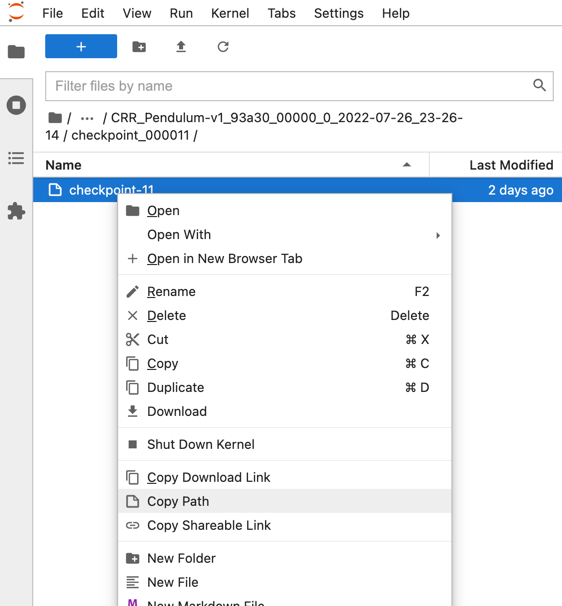 File Edit View Run Kernel Tabs Settings Help
+
Filter files by name
/ ··· / CRR_Pendulum-v1_93a30_00000_0_2022-07-26_23-26-
14 / checkpoint_000011 /
Name Last Modified
checkpoint-11 2 days ago
Open
Open With
Open in New Browser Tab
Rename F2
Delete Delete
Cut ⌘ X
Copy ⌘ C
Duplicate ⌘ D
Download
Shut Down Kernel
Copy Download Link
Copy Path
Copy Shareable Link
New Folder
New File
New Markdown File